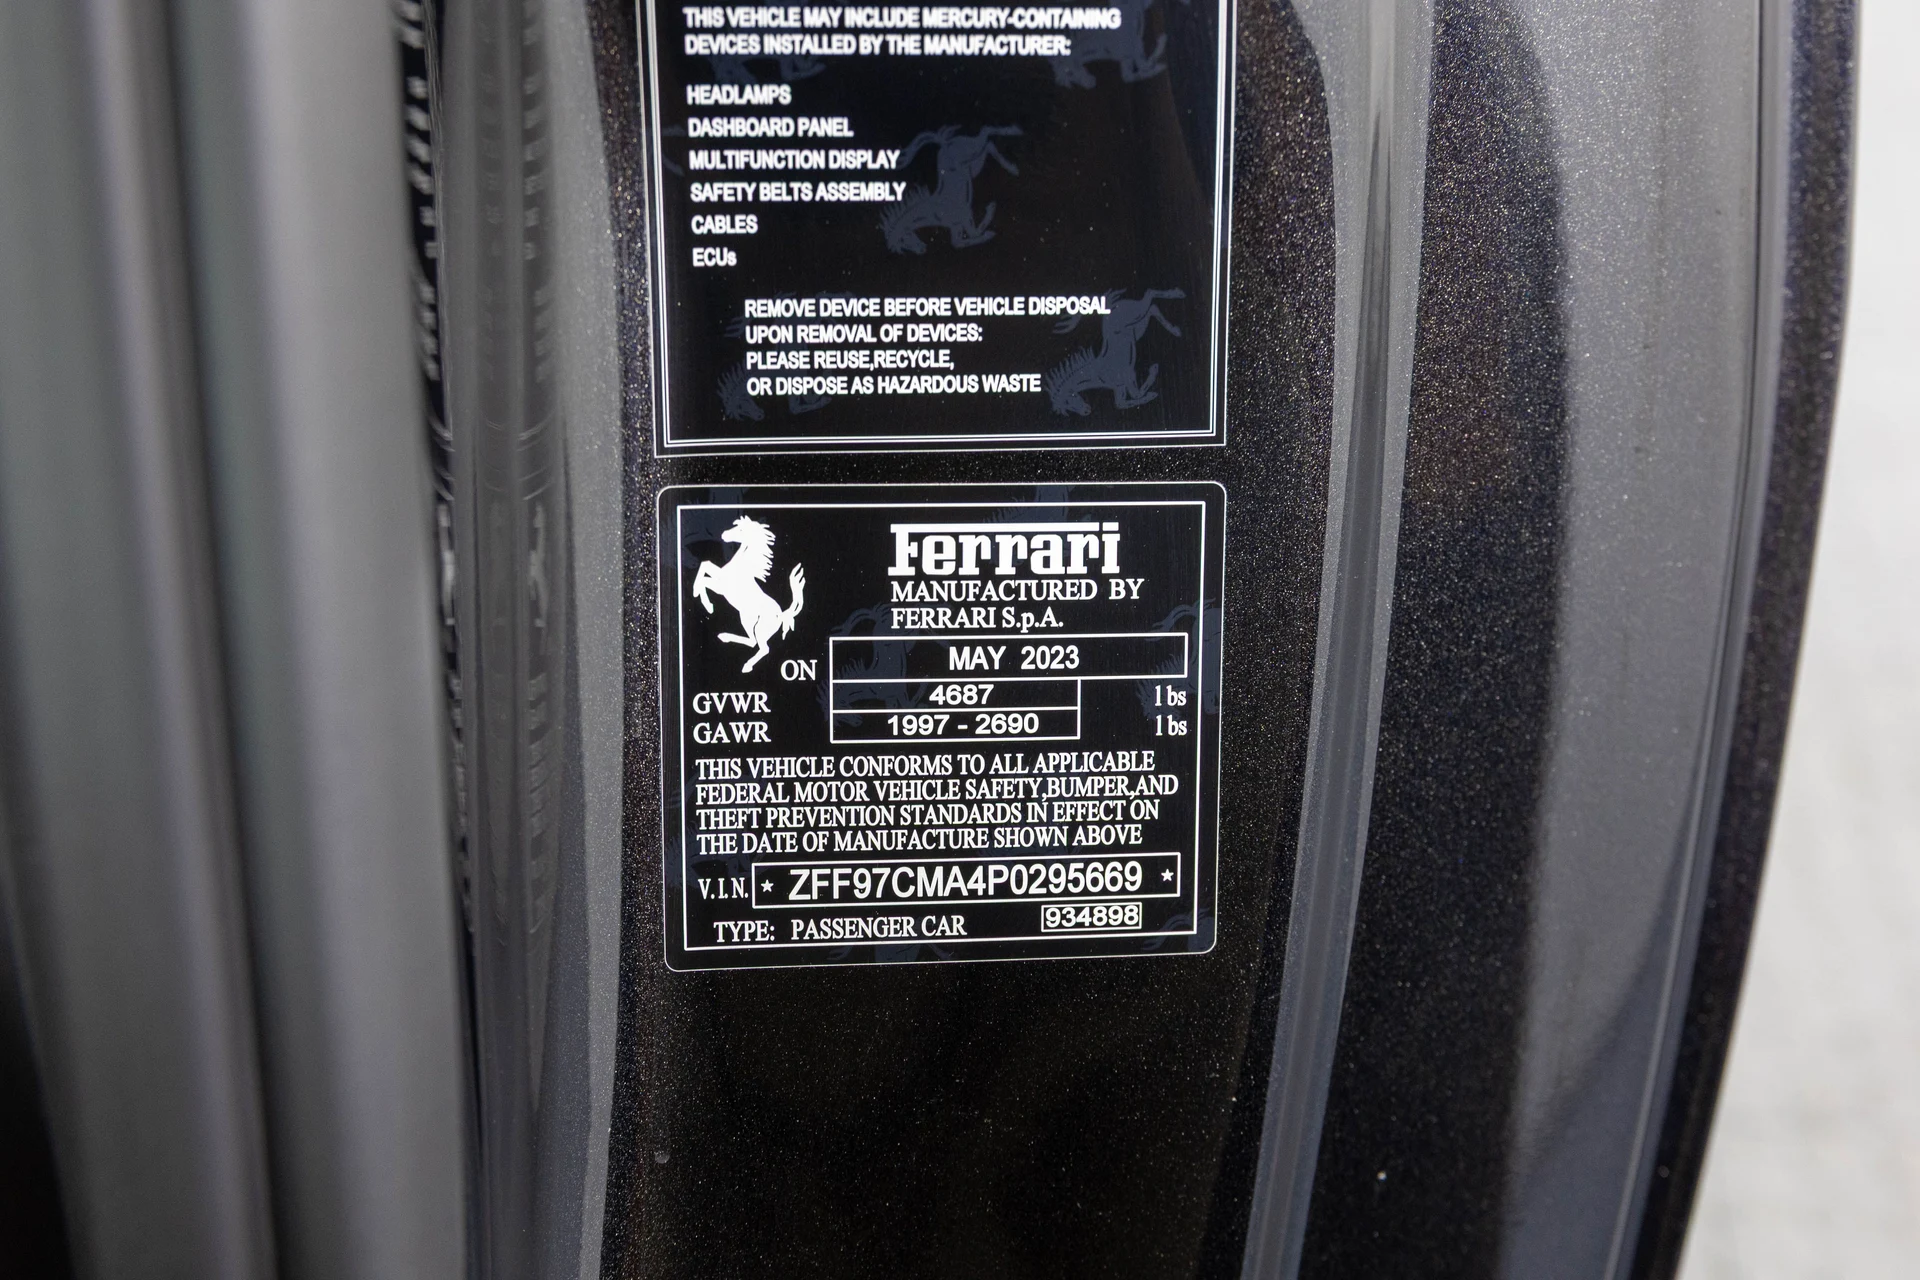 THIS VEHICLE MAY INCLUDE MERCURY-CONTAINING
DEVICES INSTALLED BY THE MANUFACTURER:
HEADLAMPS
DASHBOARD PANEL
MULTIFUNCTION DISPLAY
SAFETY BELTS ASSEMBLY
CABLES
ECUs
REMOVE DEVICE BEFORE VEHICLE DISPOSAL
UPON REMOVAL OF DEVICES:
PLEASE REUSE,RECYCLE,
OR DISPOSE AS HAZARDOUS WASTE
Ferrari
MANUFACTURED BY
FERRARI S.p.A.
ON MAY 2023
GVWR 4687 lbs
GAWR 1997 - 2690 lbs
THIS VEHICLE CONFORMS TO ALL APPLICABLE
FEDERAL MOTOR VEHICLE SAFETY,BUMPER,AND
THEFT PREVENTION STANDARDS IN EFFECT ON
THE DATE OF MANUFACTURE SHOWN ABOVE
V.I.N. * ZFF97CMA4P0295669 *
TYPE: PASSENGER CAR 934898